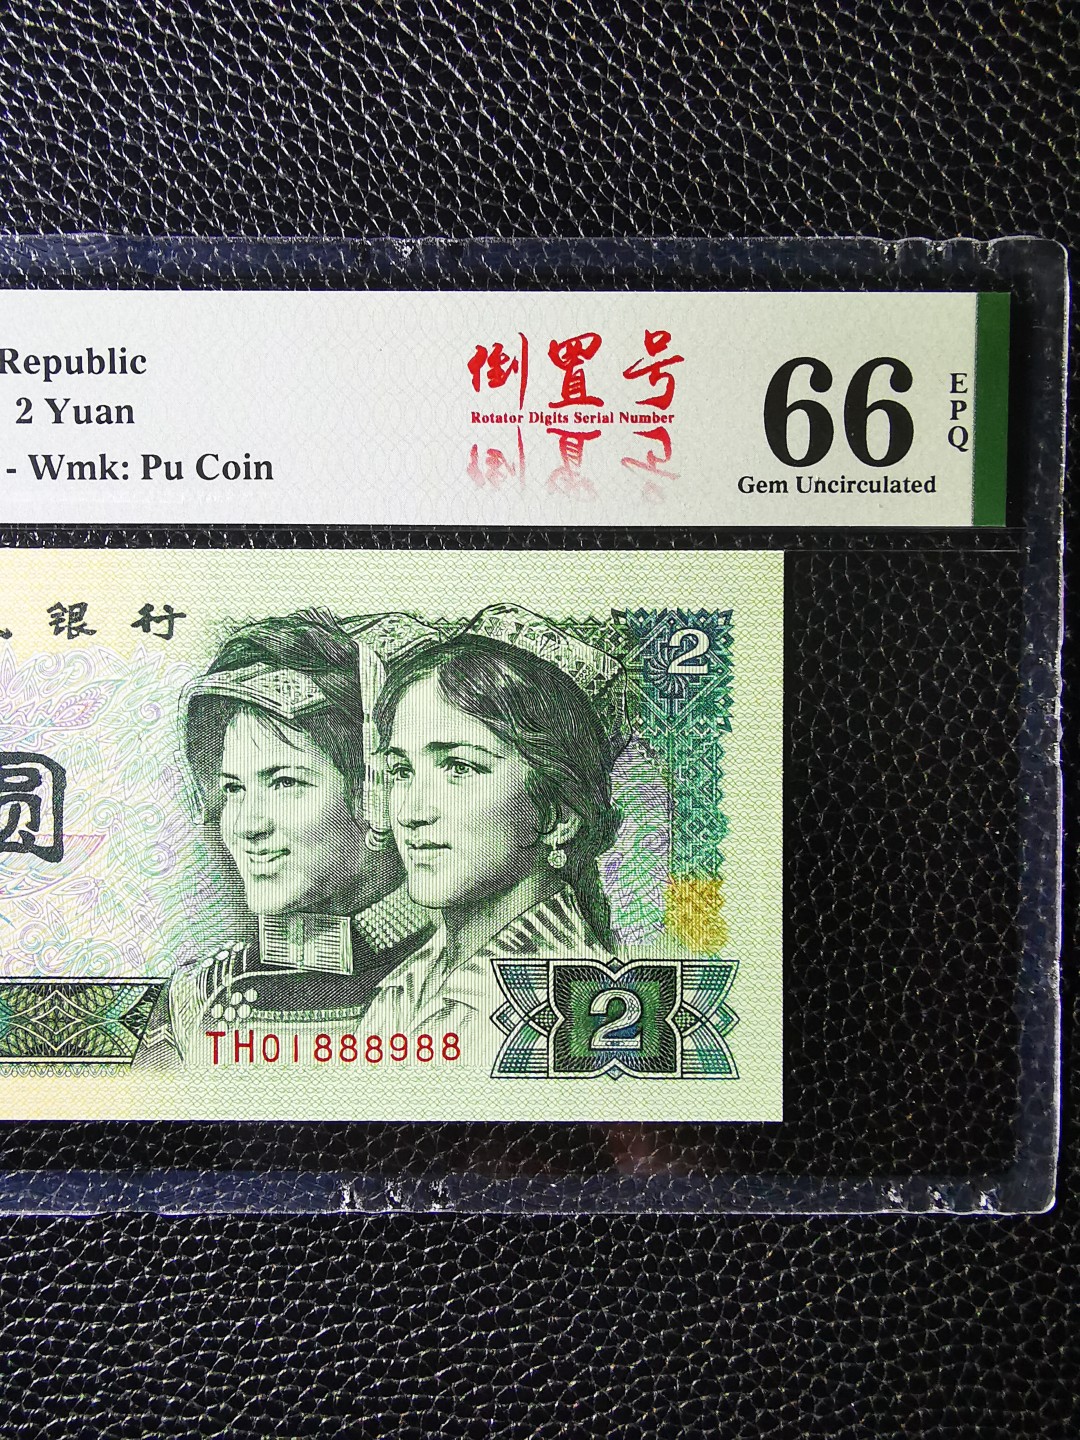 Republic
2 Yuan
- Wmk: Pu Coin
倒置号
Rotator Digits Serial Number
66
EPQ
Gem Uncirculated
银行
2
圆
2
TH01888988